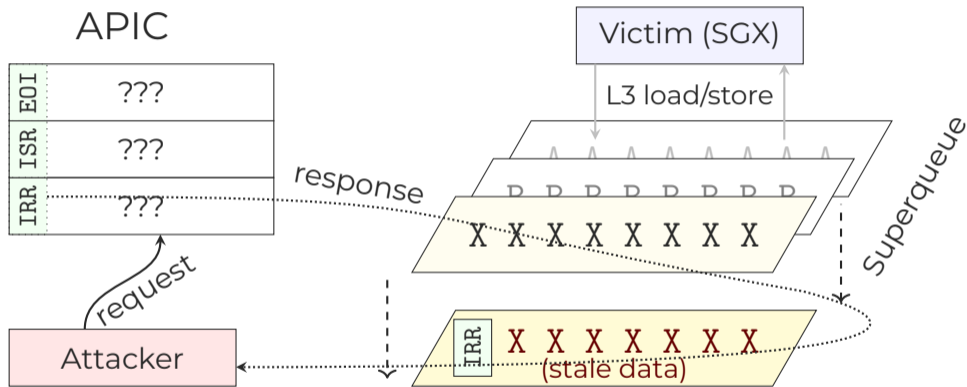 APIC
Victim (SGX)
EOI ???
L3 load/store
ISR ???
A A A A A A A A
response
P P P P P P P P
IRR ???
Superqueue
X X X X X X X X
request
Attacker
IRR X X X X X X X
(stale data)